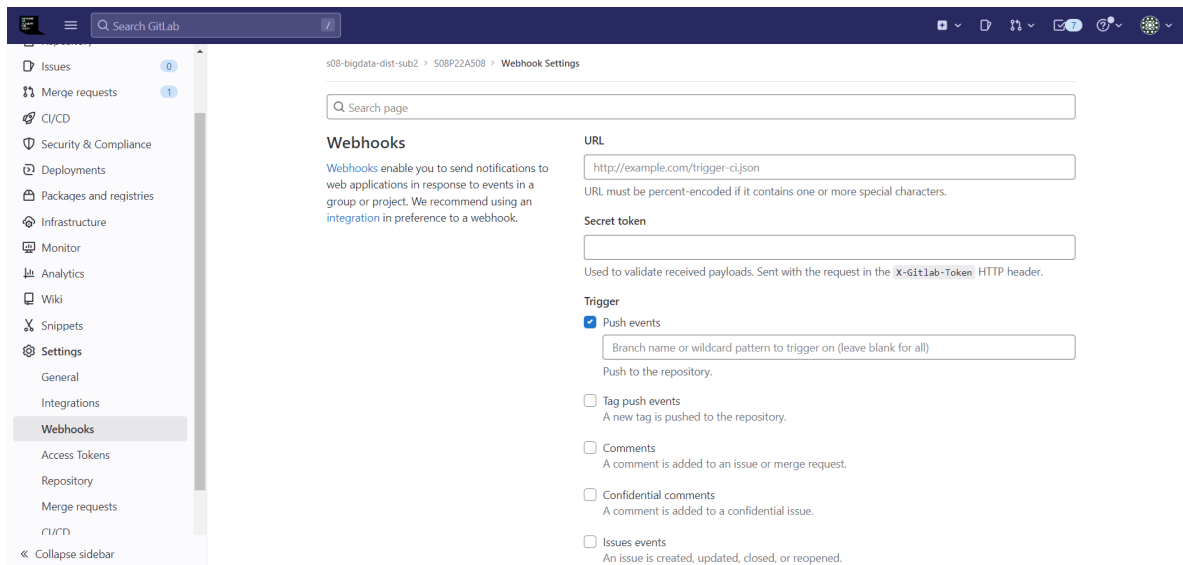 Search GitLab
/
7
Repository
Issues
0
Merge requests
1
CI/CD
Security & Compliance
Deployments
Packages and registries
Infrastructure
Monitor
Analytics
Wiki
Snippets
Settings
General
Integrations
Webhooks
Access Tokens
Repository
Merge requests
CI/CD
« Collapse sidebar
s08-bigdata-dist-sub2 > S08P22A508 > Webhook Settings
Search page
Webhooks
Webhooks enable you to send notifications to
web applications in response to events in a
group or project. We recommend using an
integration in preference to a webhook.
URL
http://example.com/trigger-ci.json
URL must be percent-encoded if it contains one or more special characters.
Secret token
Used to validate received payloads. Sent with the request in the X-Gitlab-Token HTTP header.
Trigger
Push events
Branch name or wildcard pattern to trigger on (leave blank for all)
Push to the repository.
Tag push events
A new tag is pushed to the repository.
Comments
A comment is added to an issue or merge request.
Confidential comments
A comment is added to a confidential issue.
Issues events
An issue is created, updated, closed, or reopened.